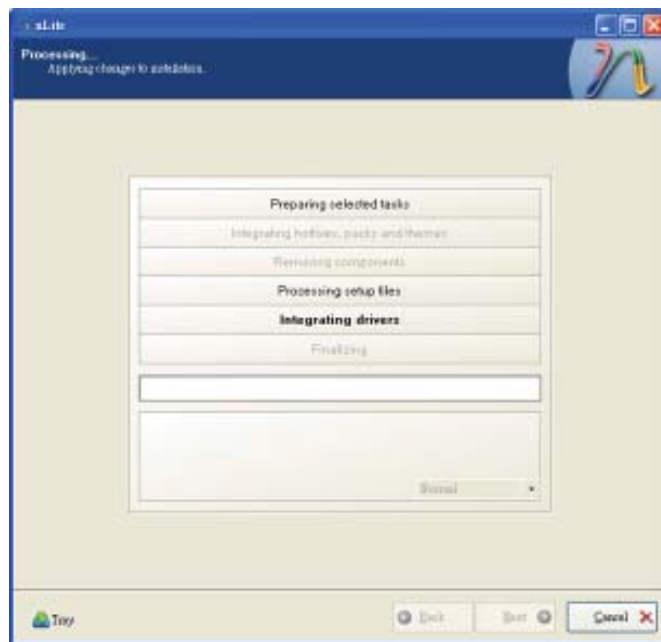 nLite
Processing...
Applying changes to installation.
Preparing selected tasks
Integrating hotfixes, packs and themes
Removing components
Processing setup files
Integrating drivers
Finalizing
Normal
Tray
Back
Next
Cancel